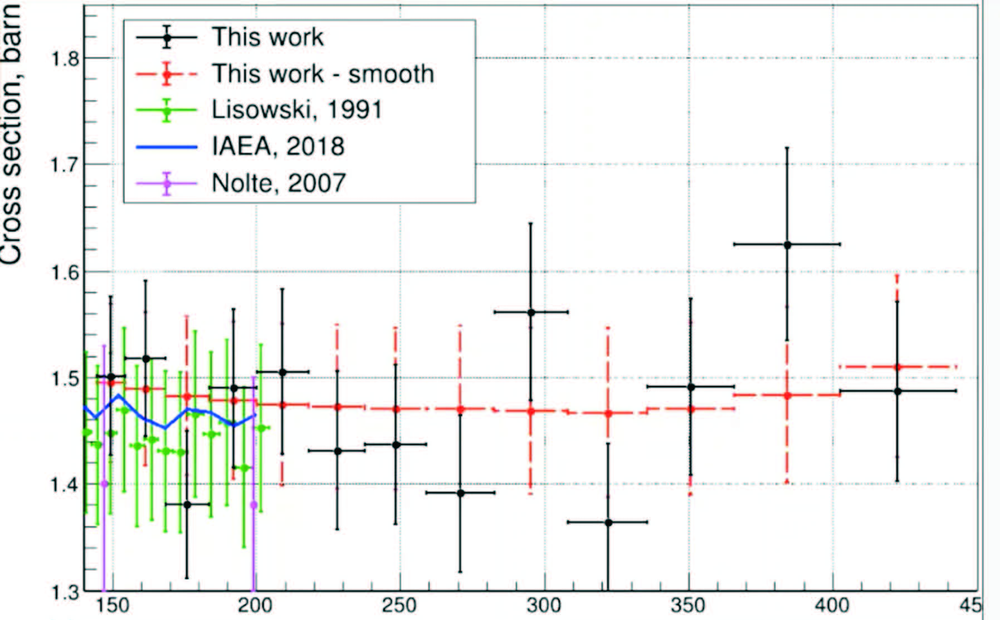 Cross section, barn
This work
This work - smooth
Lisowski, 1991
IAEA, 2018
Nolte, 2007
1.8
1.7
1.6
1.5
1.4
1.3
150 200 250 300 350 400 45